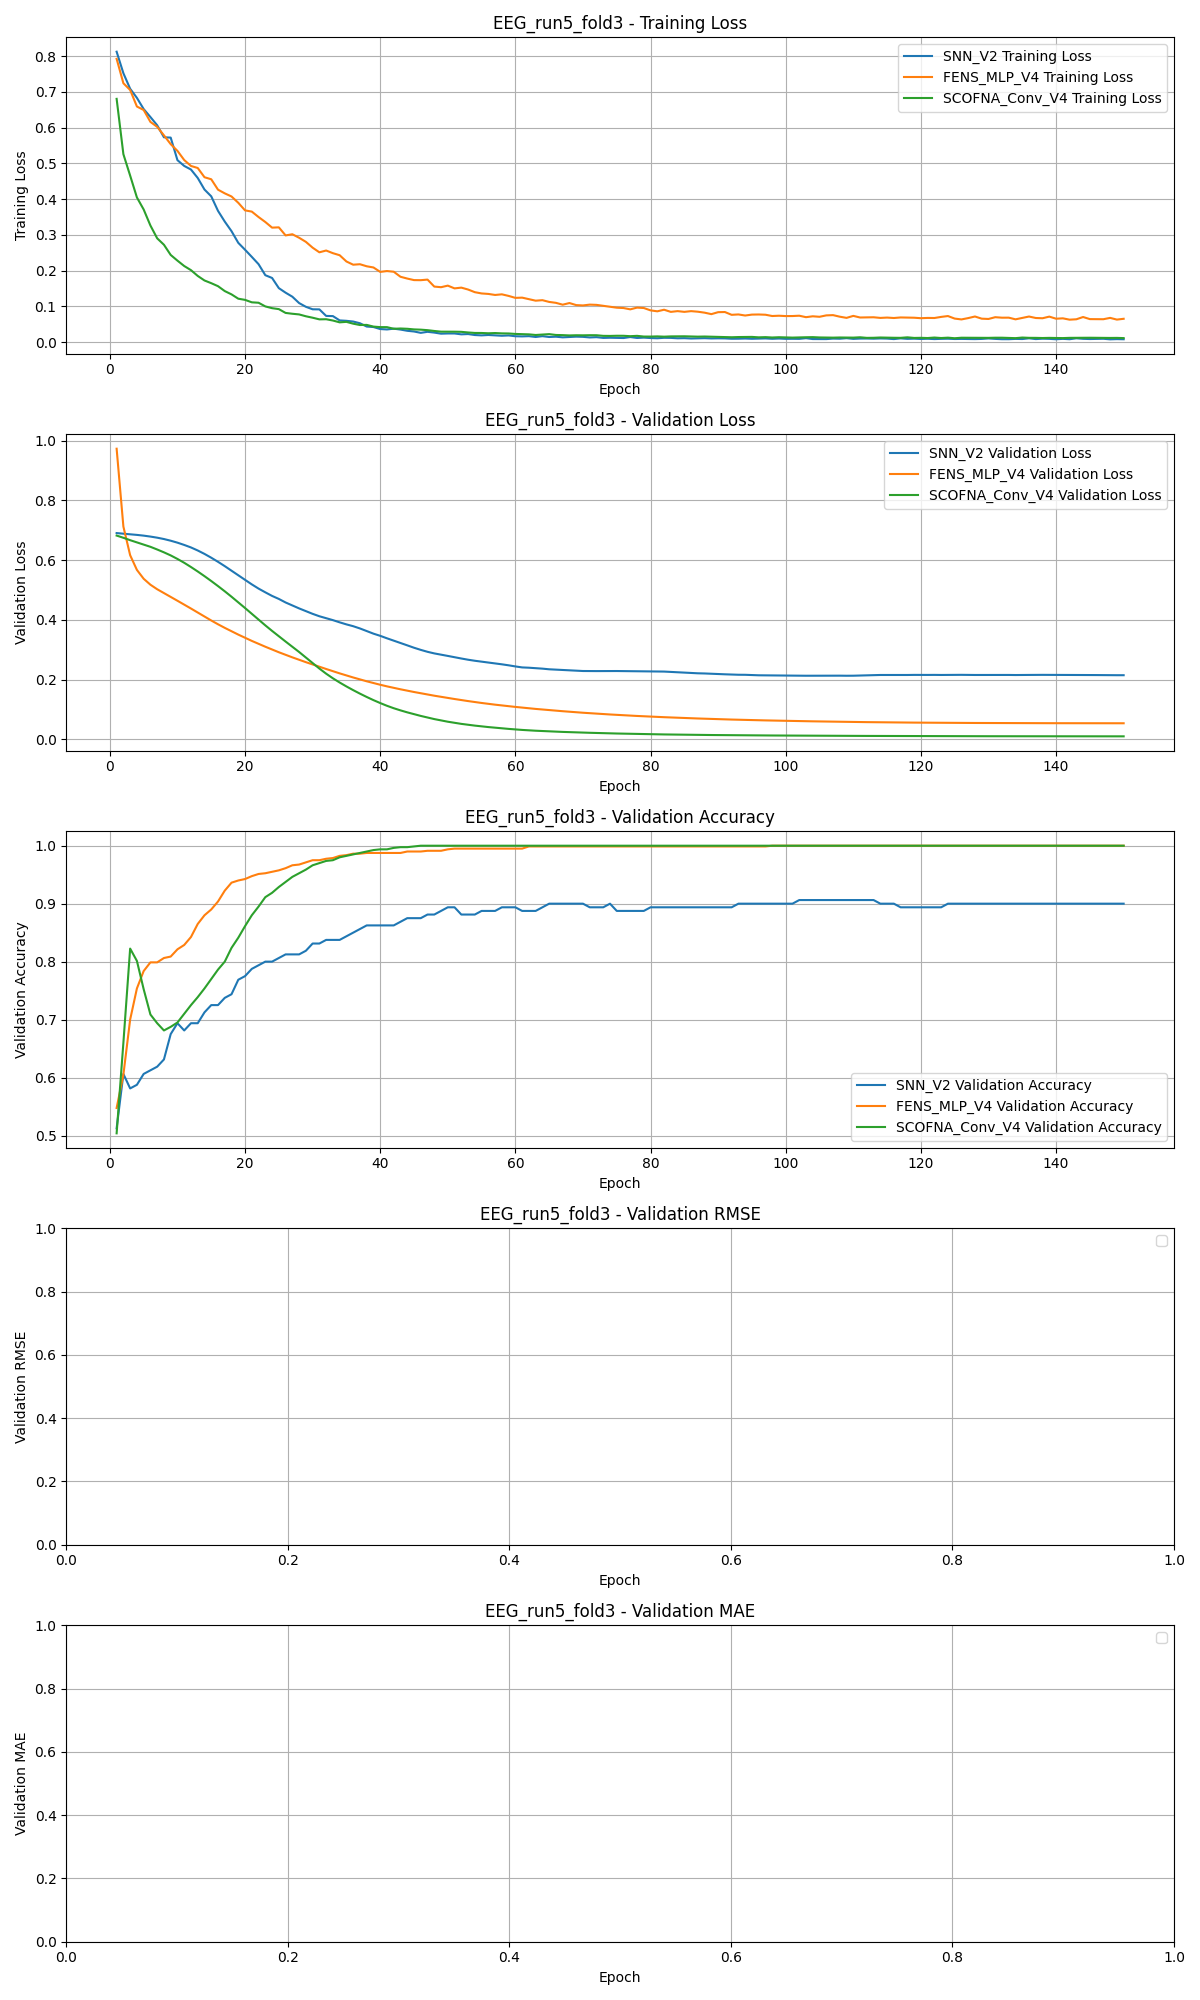 EEG_run5_fold3 - Training Loss
SNN_V2 Training Loss
FENS_MLP_V4 Training Loss
SCOFNA_Conv_V4 Training Loss
Training Loss
0.8
0.7
0.6
0.5
0.4
0.3
0.2
0.1
0.0
0 20 40 60 80 100 120 140
Epoch
EEG_run5_fold3 - Validation Loss
SNN_V2 Validation Loss
FENS_MLP_V4 Validation Loss
SCOFNA_Conv_V4 Validation Loss
Validation Loss
1.0
0.8
0.6
0.4
0.2
0.0
0 20 40 60 80 100 120 140
Epoch
EEG_run5_fold3 - Validation Accuracy
Validation Accuracy
1.0
0.9
0.8
0.7
0.6
0.5
SNN_V2 Validation Accuracy
FENS_MLP_V4 Validation Accuracy
SCOFNA_Conv_V4 Validation Accuracy
0 20 40 60 80 100 120 140
Epoch
EEG_run5_fold3 - Validation RMSE
Validation RMSE
1.0
0.8
0.6
0.4
0.2
0.0
0.0 0.2 0.4 0.6 0.8 1.0
Epoch
EEG_run5_fold3 - Validation MAE
Validation MAE
1.0
0.8
0.6
0.4
0.2
0.0
0.0 0.2 0.4 0.6 0.8 1.0
Epoch